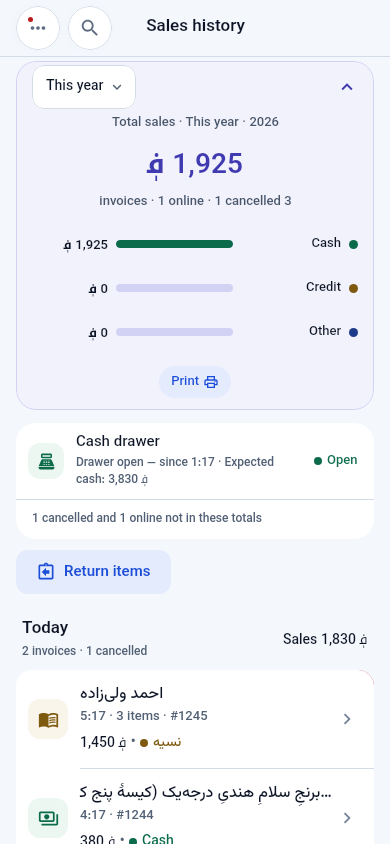 Sales history
This year
Total sales · This year · 2026
1,925 ؋
invoices · 1 online · 1 cancelled 3
1,925 ؋ Cash
0 ؋ Credit
0 ؋ Other
Print
Cash drawer
Drawer open — since 1:17 · Expected
cash: 3,830 ؋
Open
1 cancelled and 1 online not in these totals
Return items
Today
2 invoices · 1 cancelled
Sales 1,830 ؋
احمد ولی‌زاده
5:17 · 3 items · #1245
1,450 ؋ • نسیه
برنجِ سلامِ هندیِ درجه‌یک (کیسهٔ پنج ک…
4:17 · #1244
380 ؋ • Cash